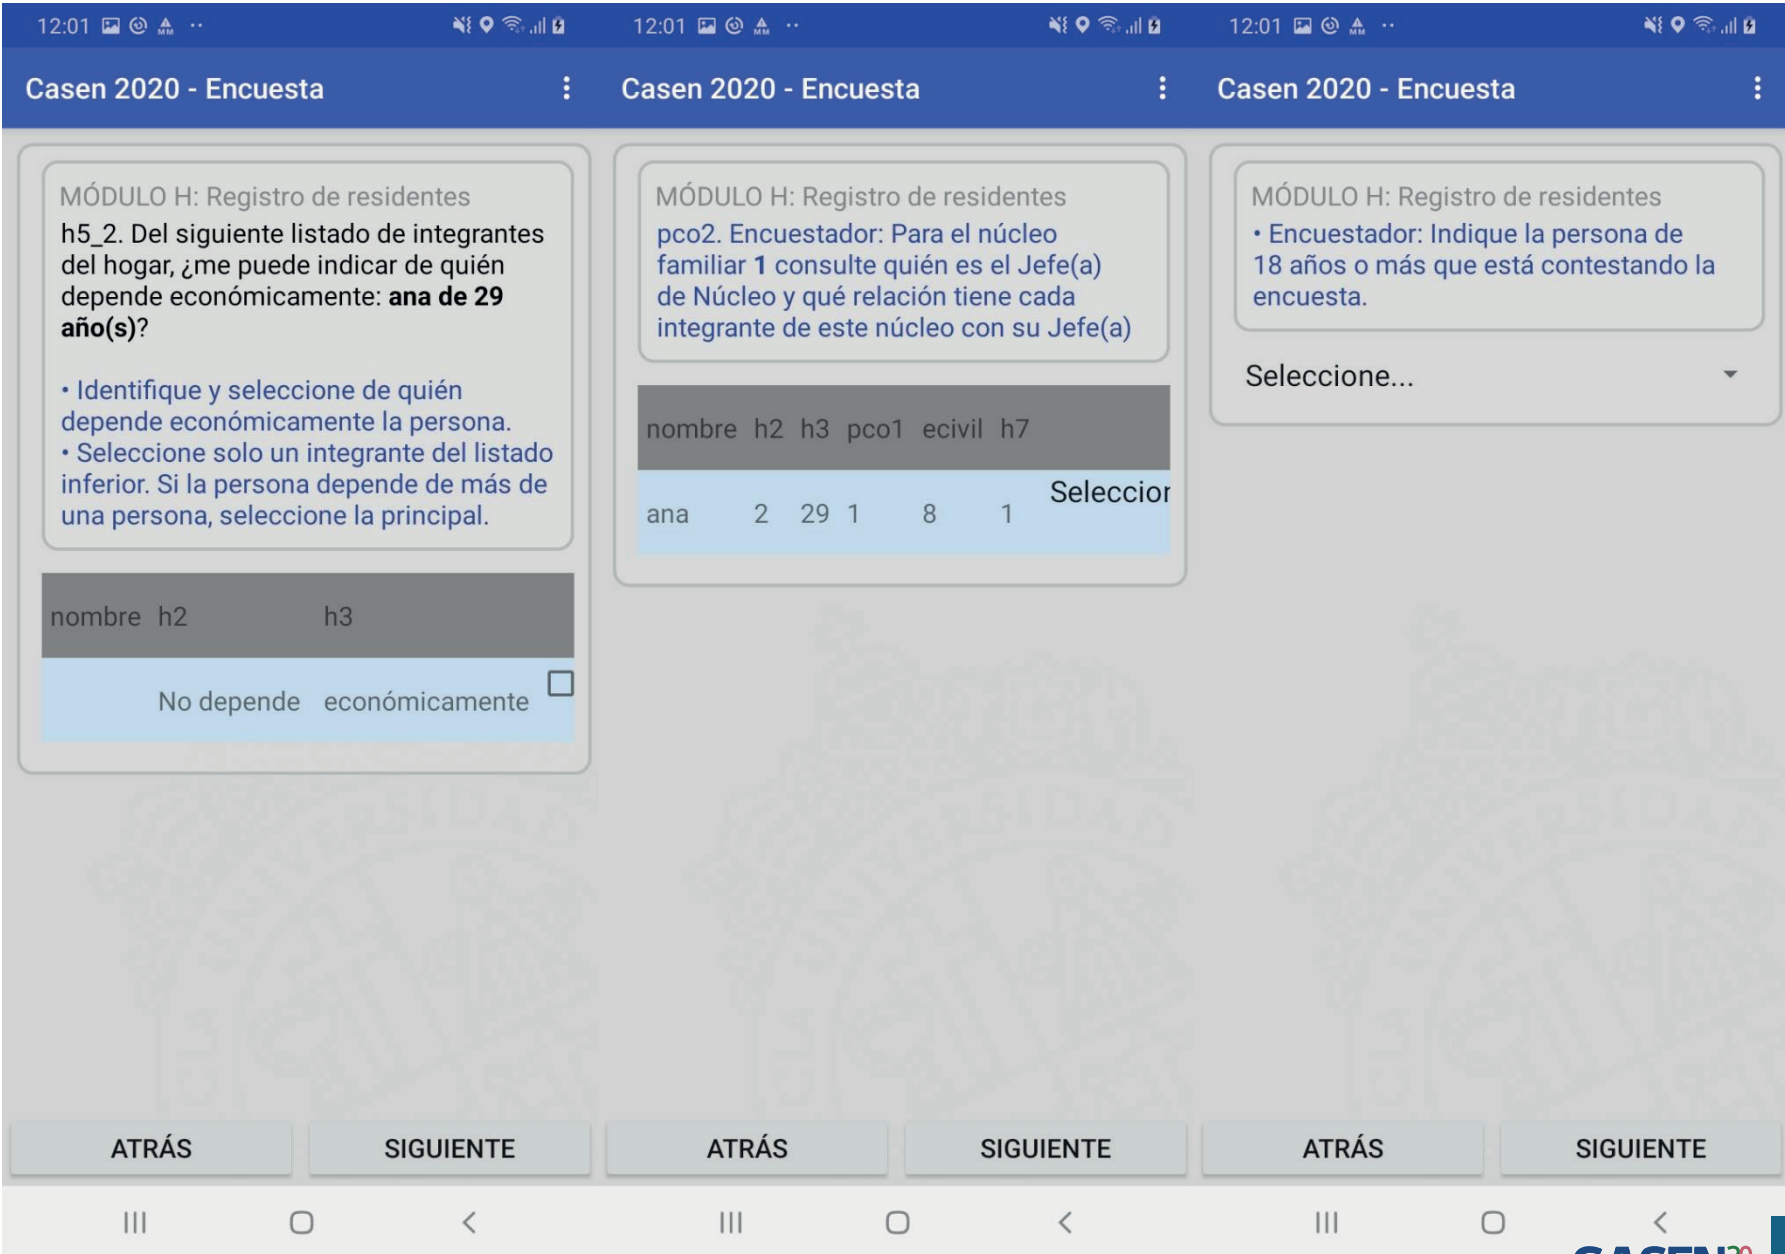 12:01
Casen 2020 - Encuesta
MÓDULO H: Registro de residentes
h5_2. Del siguiente listado de integrantes
del hogar, ¿me puede indicar de quién
depende económicamente: ana de 29
año(s)?
• Identifique y seleccione de quién
depende económicamente la persona.
• Seleccione solo un integrante del listado
inferior. Si la persona depende de más de
una persona, seleccione la principal.
nombre h2 h3
No depende económicamente
ATRÁS SIGUIENTE
12:01
Casen 2020 - Encuesta
MÓDULO H: Registro de residentes
pco2. Encuestador: Para el núcleo
familiar 1 consulte quién es el Jefe(a)
de Núcleo y qué relación tiene cada
integrante de este núcleo con su Jefe(a)
nombre h2 h3 pco1 ecivil h7
ana 2 29 1 8 1 Seleccior
ATRÁS SIGUIENTE
12:01
Casen 2020 - Encuesta
MÓDULO H: Registro de residentes
• Encuestador: Indique la persona de
18 años o más que está contestando la
encuesta.
Seleccione...
ATRÁS SIGUIENTE